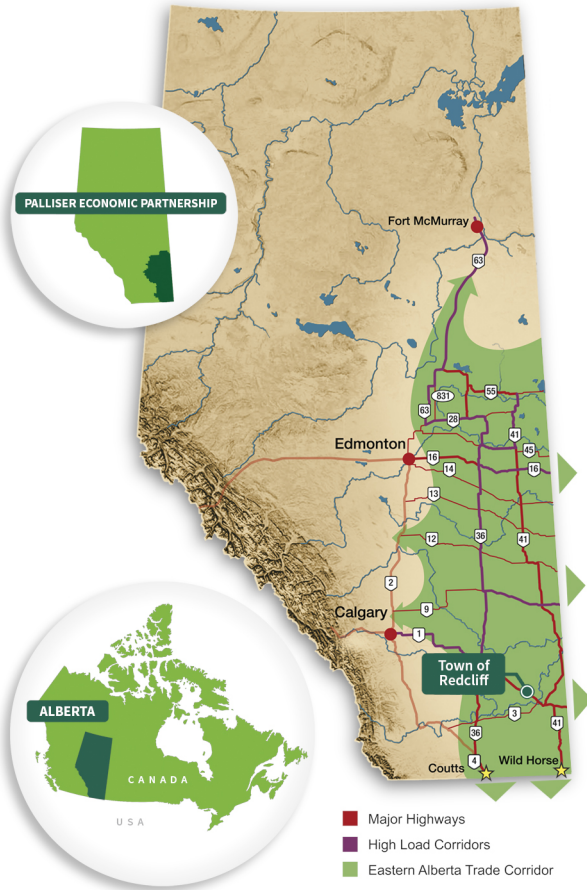 PALLISER ECONOMIC PARTNERSHIP
Fort McMurray
63
55
831
63
28
41
45
Edmonton
16
16
14
13
36
12
41
2
Calgary
9
1
Town of
Redcliff
3
41
36
4
Coutts
Wild Horse
ALBERTA
CANADA
USA
Major Highways
High Load Corridors
Eastern Alberta Trade Corridor